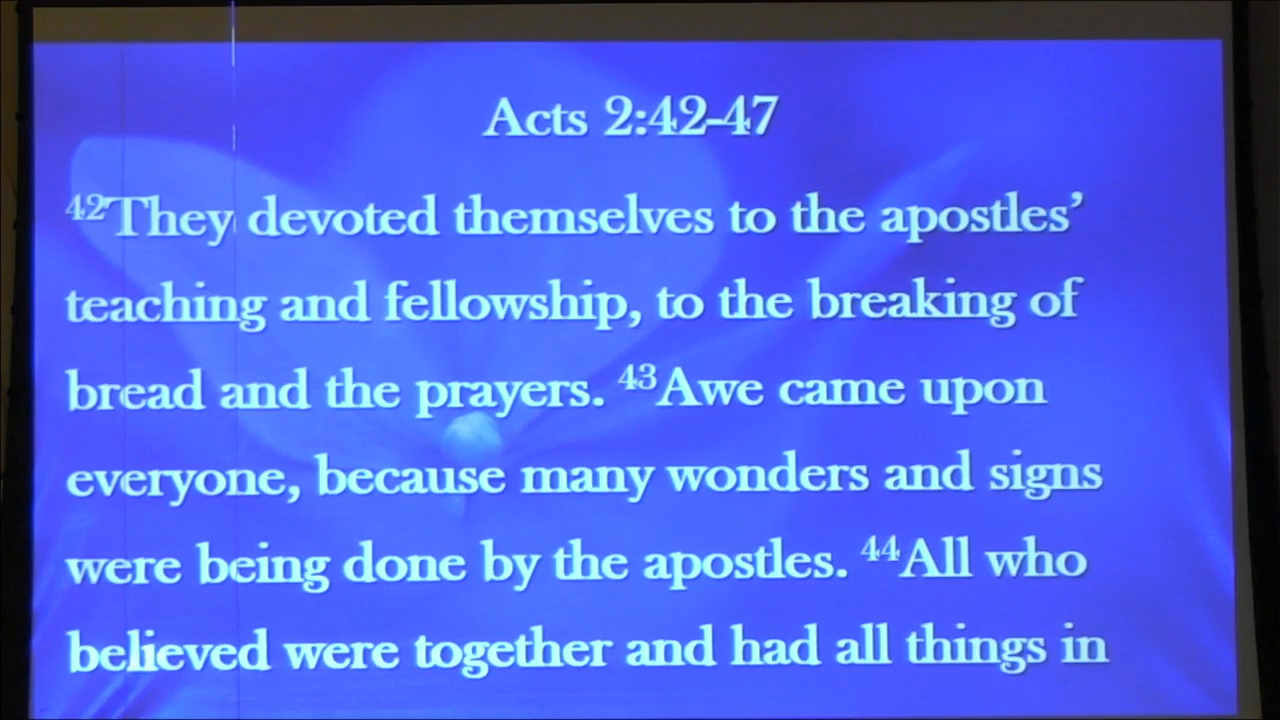 Acts 2:42-47
42They devoted themselves to the apostles’
teaching and fellowship, to the breaking of
bread and the prayers. 43Awe came upon
everyone, because many wonders and signs
were being done by the apostles. 44All who
believed were together and had all things in